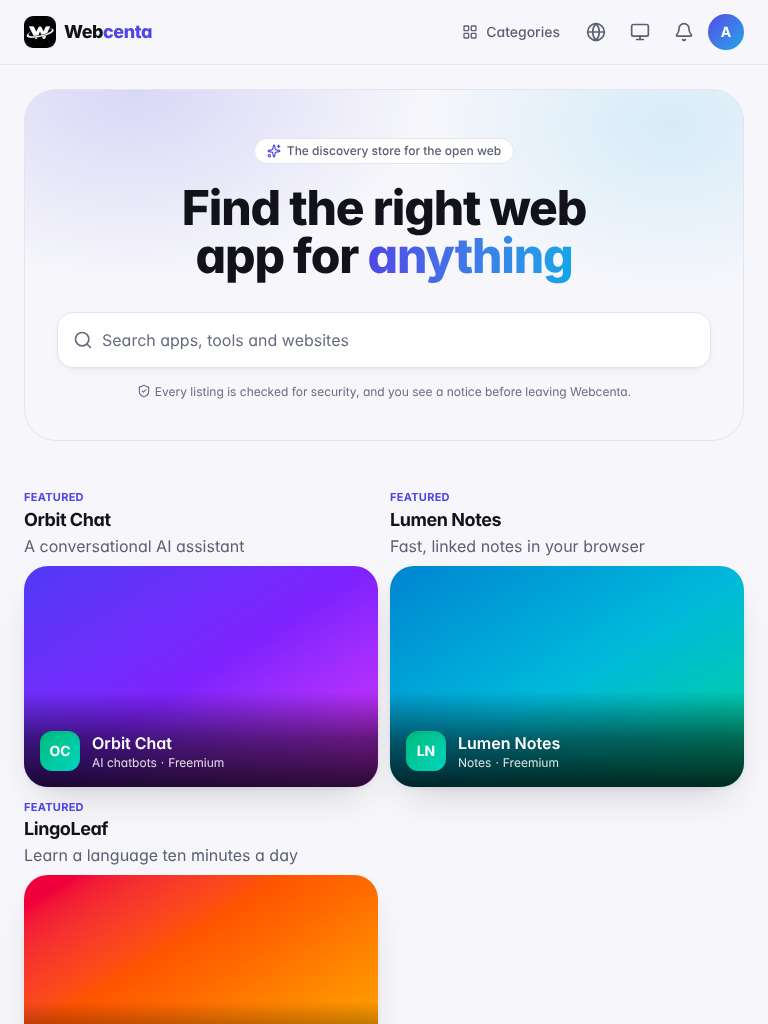 Webcenta
Categories
A
The discovery store for the open web
Find the right web
app for anything
Search apps, tools and websites
Every listing is checked for security, and you see a notice before leaving Webcenta.
FEATURED
Orbit Chat
A conversational AI assistant
OC
Orbit Chat
AI chatbots · Freemium
FEATURED
Lumen Notes
Fast, linked notes in your browser
LN
Lumen Notes
Notes · Freemium
FEATURED
LingoLeaf
Learn a language ten minutes a day